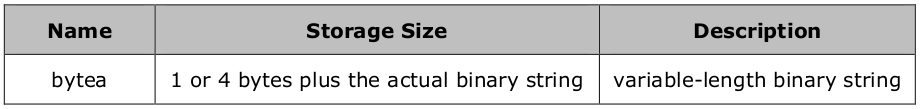 Name Storage Size Description
bytea 1 or 4 bytes plus the actual binary string variable-length binary string